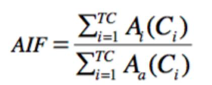 AIF = \frac{\sum_{i=1}^{TC} A_i(C_i)}{\sum_{i=1}^{TC} A_a(C_i)}